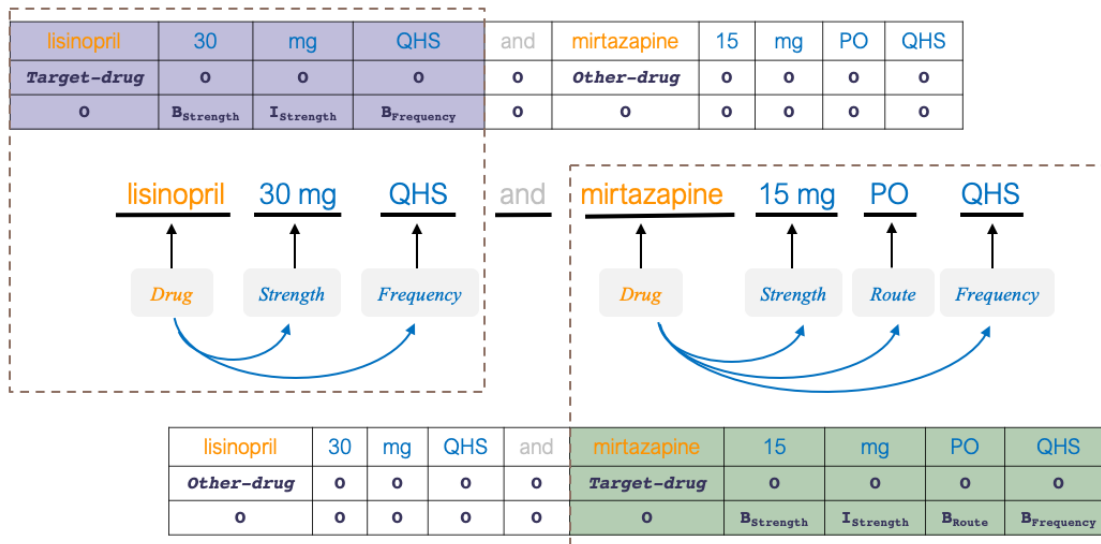 lisinopril 30 mg QHS and mirtazapine 15 mg PO QHS
Target-drug O O O O Other-drug O O O O
O BStrength IStrength BFrequency O O O O O O
lisinopril 30 mg QHS and mirtazapine 15 mg PO QHS
Drug Strength Frequency Drug Strength Route Frequency
lisinopril 30 mg QHS and mirtazapine 15 mg PO QHS
Other-drug O O O O Target-drug O O O O
O O O O O O BStrength IStrength BRoute BFrequency